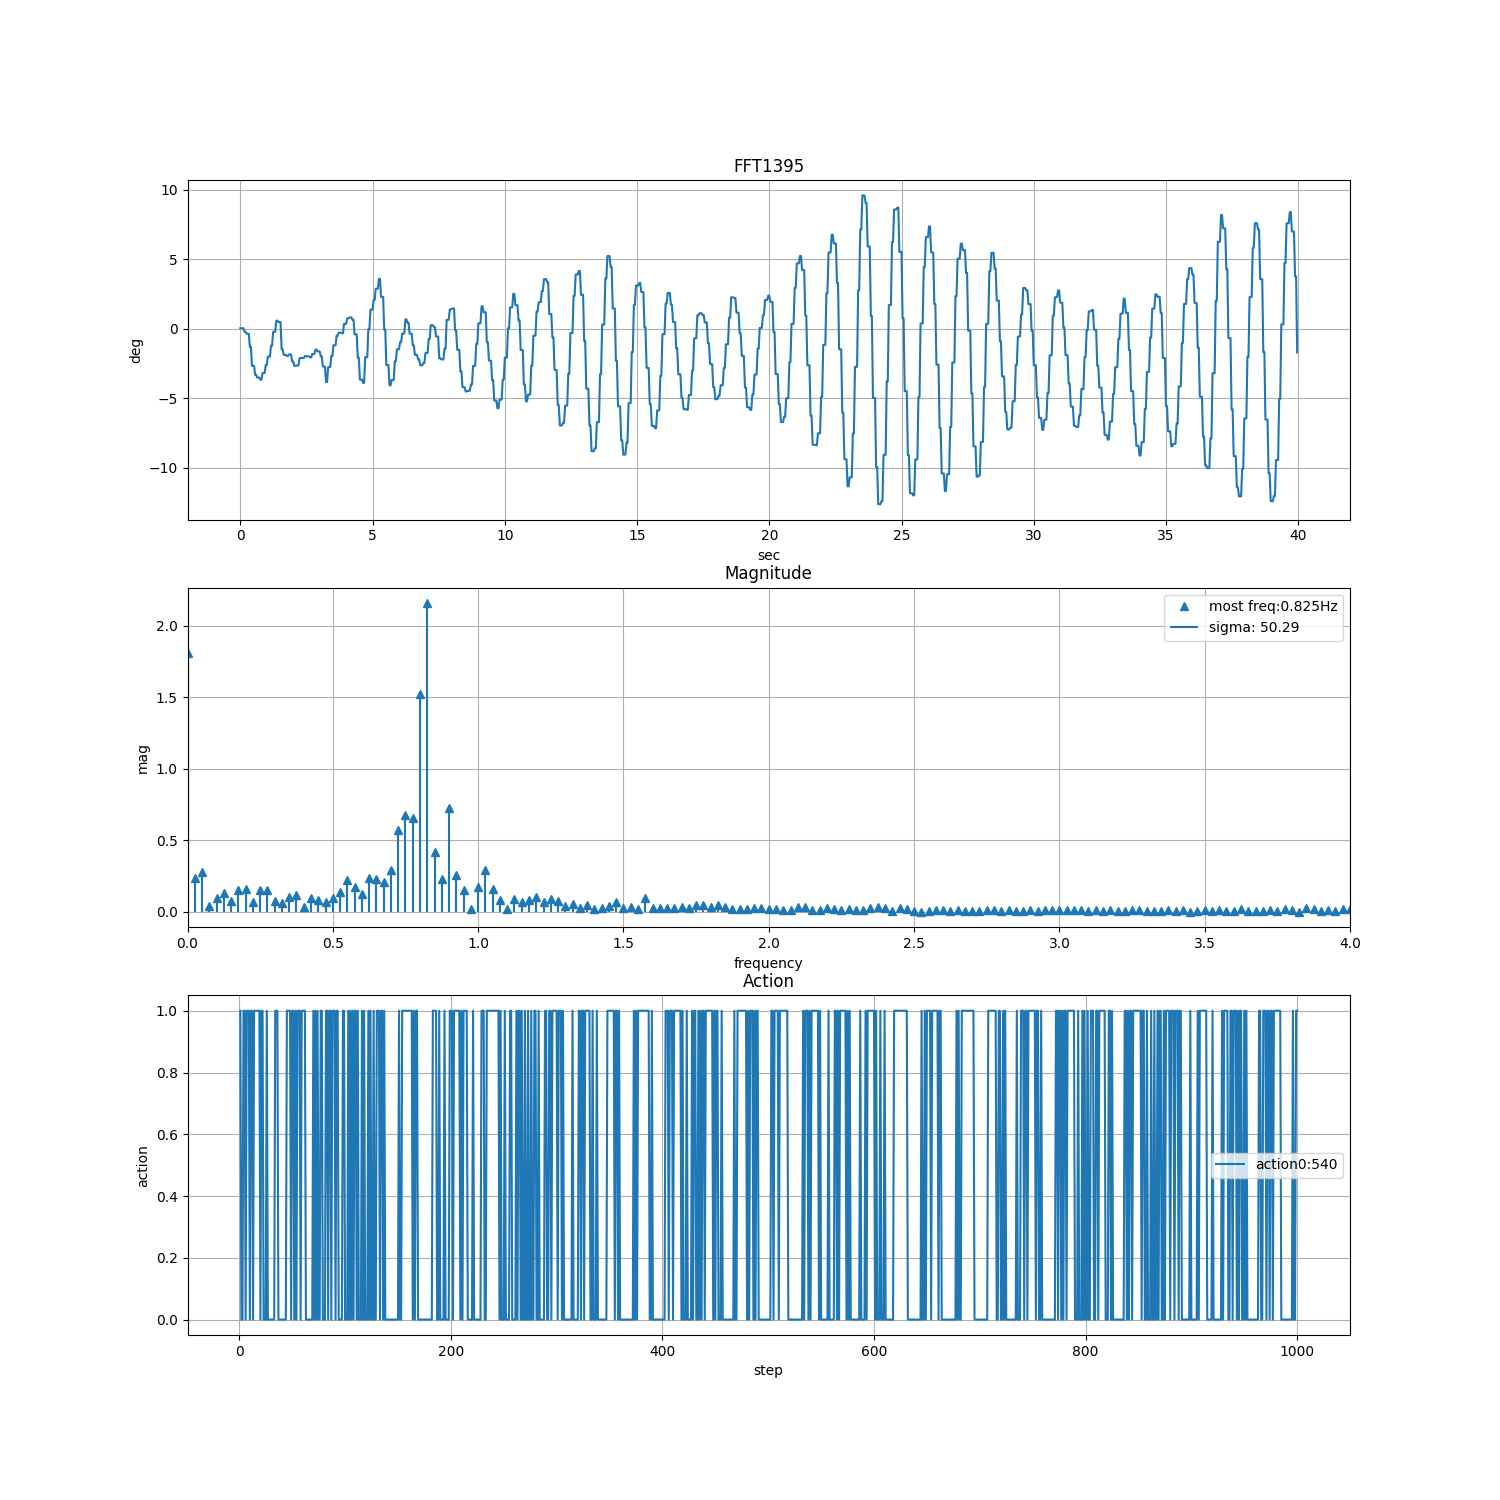 FFT1395
10
5
0
−5
−10
deg
0 5 10 15 20 25 30 35 40
sec
Magnitude
most freq:0.825Hz
sigma: 50.29
2.0
1.5
1.0
0.5
0.0
mag
0.0 0.5 1.0 1.5 2.0 2.5 3.0 3.5 4.0
frequency
Action
1.0
0.8
0.6
0.4
0.2
0.0
action
action0:540
0 200 400 600 800 1000
step